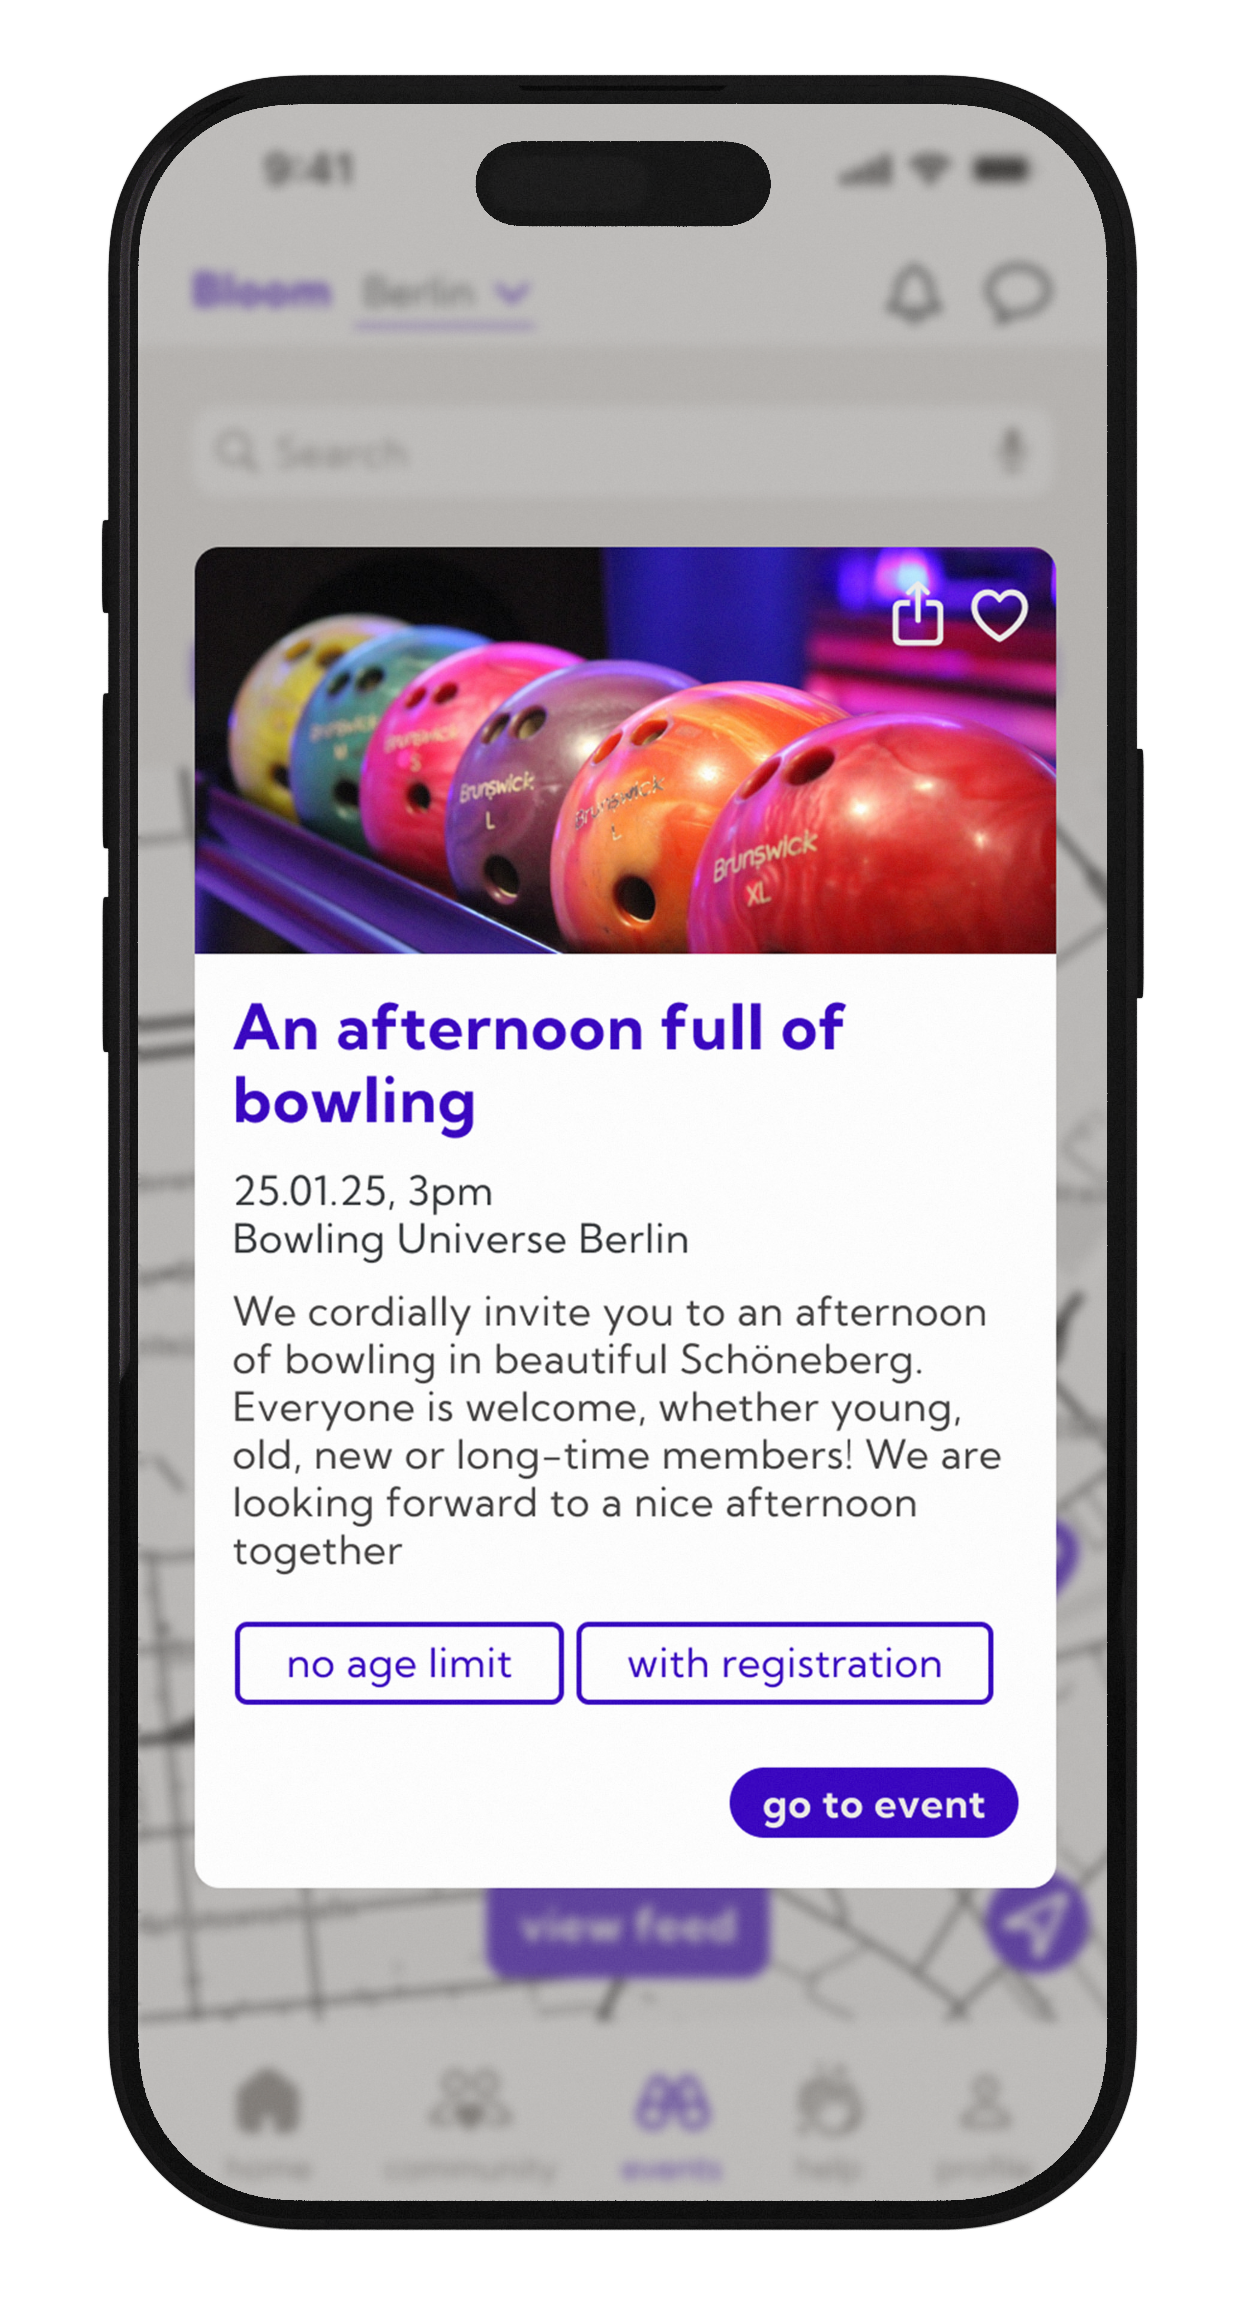 9:41
Bloom Berlin
Search
Brunswick
M
Brunswick
S
Brunswick
L
Brunswick
L
Brunswick
XL
An afternoon full of
bowling
25.01.25, 3pm
Bowling Universe Berlin
We cordially invite you to an afternoon
of bowling in beautiful Schöneberg.
Everyone is welcome, whether young,
old, new or long-time members! We are
looking forward to a nice afternoon
together
no age limit with registration
go to event
view feed
home community events help profile